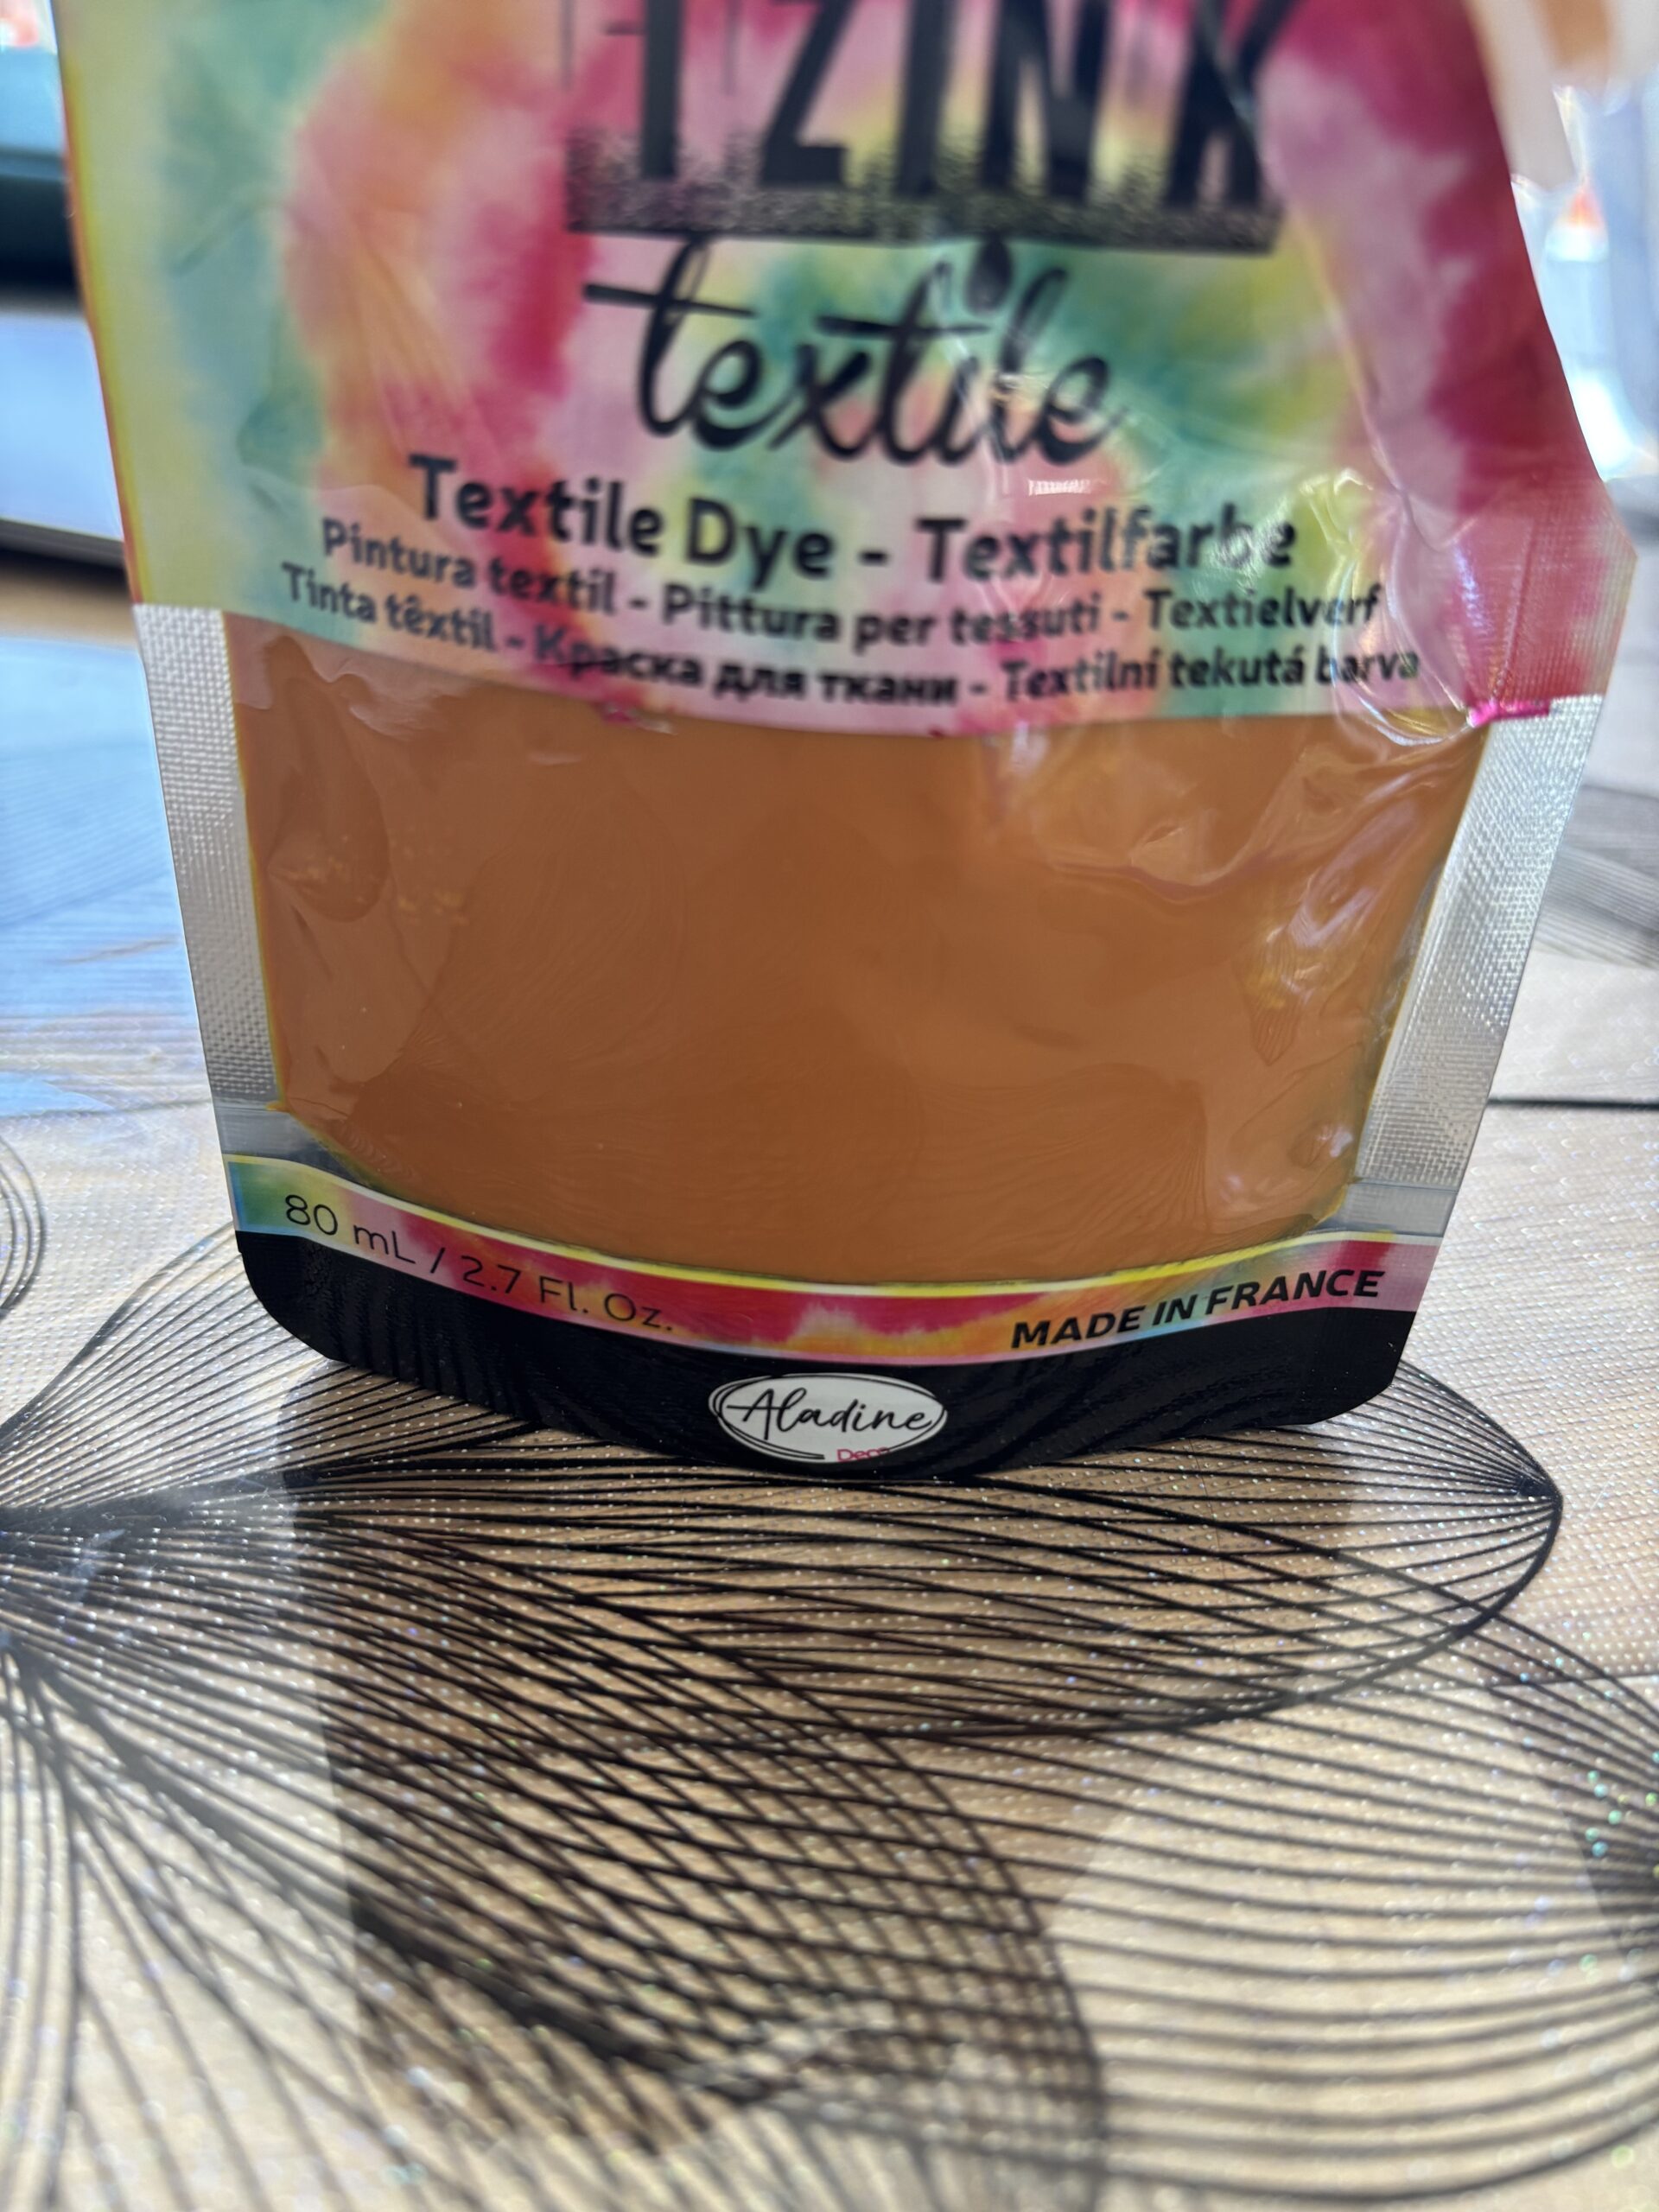 IZINK
textile
Textile Dye - Textilfarbe
Pintura textil - Pittura per tessuti - Textielverf
Tinta têxtil - Краска для ткани - Textilní tekutá barva
80 mL / 2.7 Fl. Oz.
MADE IN FRANCE
Aladine